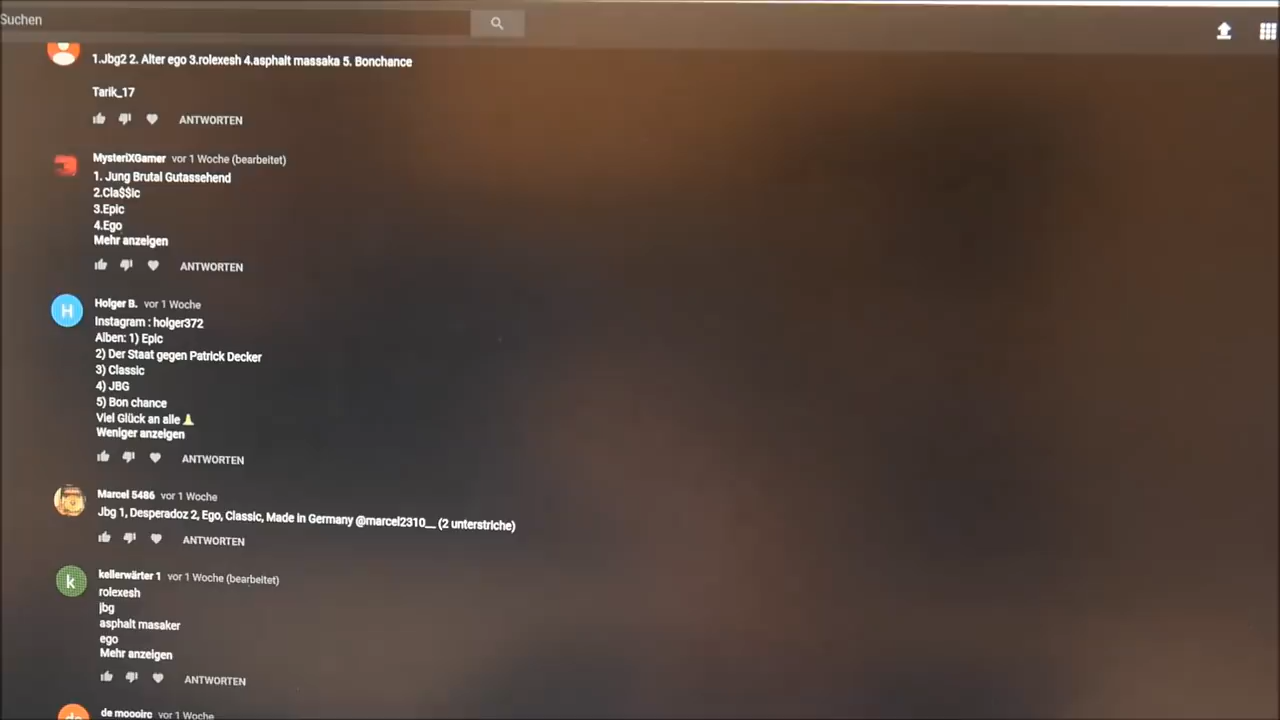 Suchen
1.Jbg2 2. Alter ego 3.rolexesh 4.asphalt massaka 5. Bonchance
Tarik_17
ANTWORTEN
MysteriXGamer vor 1 Woche (bearbeitet)
1. Jung Brutal Gutassehend
2.Cla$$ic
3.Epic
4.Ego
Mehr anzeigen
ANTWORTEN
H
Holger B. vor 1 Woche
Instagram : holger372
Alben: 1) Epic
2) Der Staat gegen Patrick Decker
3) Classic
4) JBG
5) Bon chance
Viel Glück an alle
Weniger anzeigen
ANTWORTEN
Marcel 5486 vor 1 Woche
Jbg 1, Desperadoz 2, Ego, Classic, Made in Germany @marcel2310__ (2 unterstriche)
ANTWORTEN
k
kellerwärter 1 vor 1 Woche (bearbeitet)
rolexesh
jbg
asphalt masaker
ego
Mehr anzeigen
ANTWORTEN
de
de moooirc vor 1 Woche